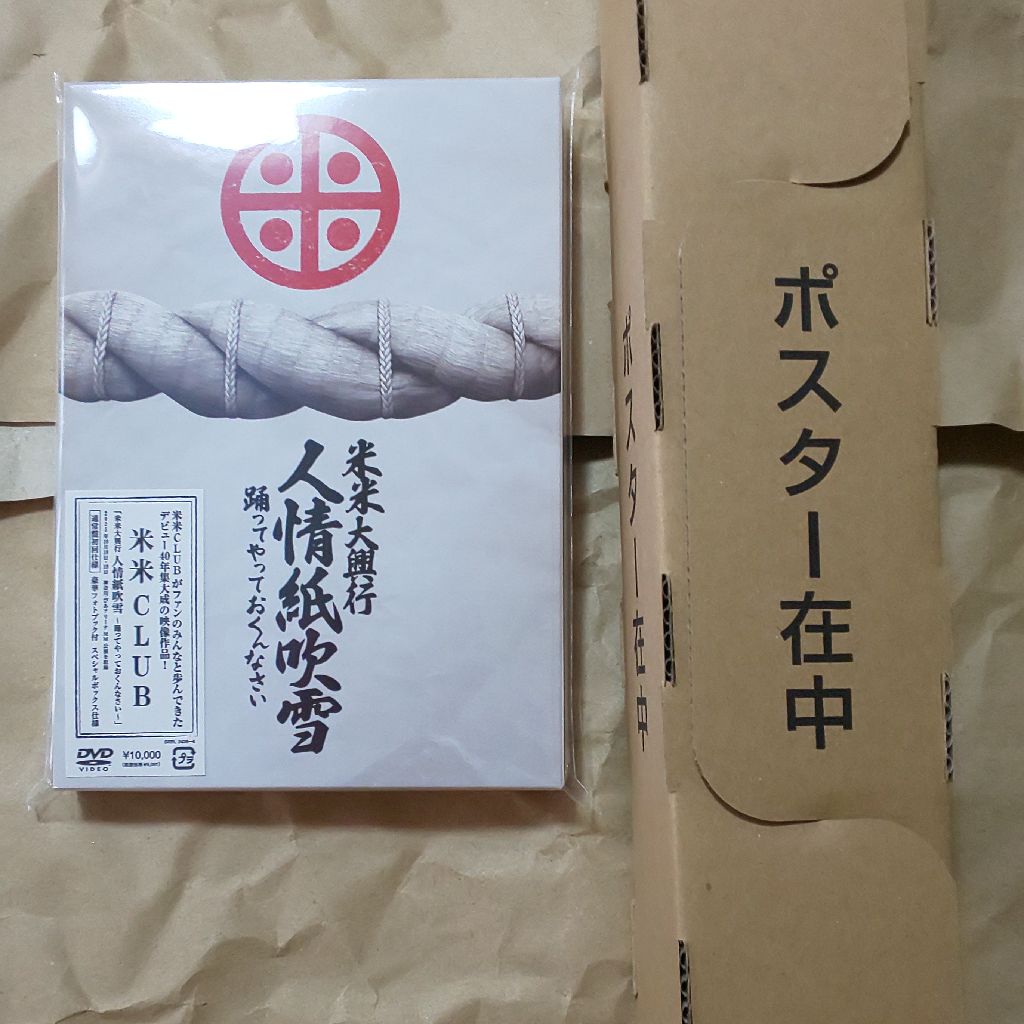 米米大興行
人情紙吹雪
踊ってやっておくんなさい
米米CLUBがファンのみんなと歩んできた
デビュー40年集大成の映像作品!
米米CLUB
「米米大興行 人情紙吹雪 ～踊ってやっておくんなさい～」
通常盤初回仕様
豪華フォトブック付 スペシャルボックス仕様
DVD
VIDEO
¥10,000
ポスター在中
ポスター在中